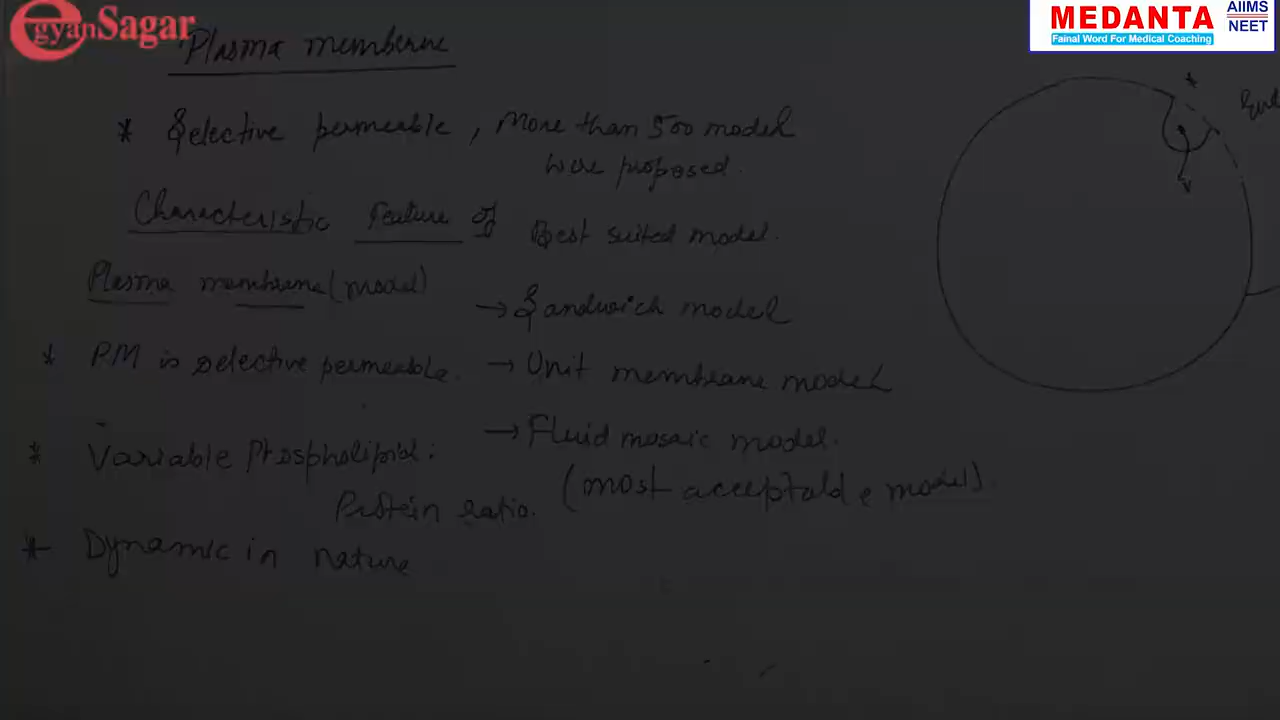 egyanSagar
MEDANTA
AIIMS
NEET
Fainal Word For Medical Coaching
Plasma memberne
* Selective permeable, More than 500 model
were proposed.
Characteristic Feature of
Plasma membrane (model)
* P.M is selective permeable.
* Variable Phospholipid:
Protein ratio.
* Dynamic in nature
Best suited model.
→ Sandwich model
→ Unit membrane model
→ Fluid mosaic model.
(most acceptable model).